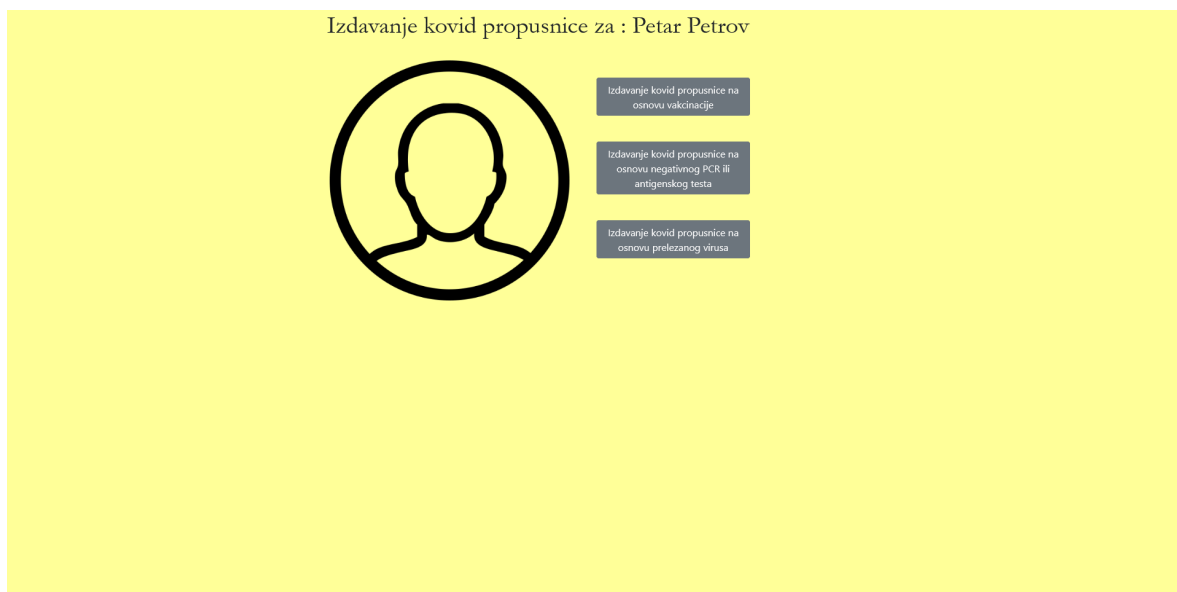 Izdavanje kovid propusnice za : Petar Petrov
Izdavanje kovid propusnice na
osnovu vakcinacije
Izdavanje kovid propusnice na
osnovu negativnog PCR ili
antigenskog testa
Izdavanje kovid propusnice na
osnovu prelezanog virusa